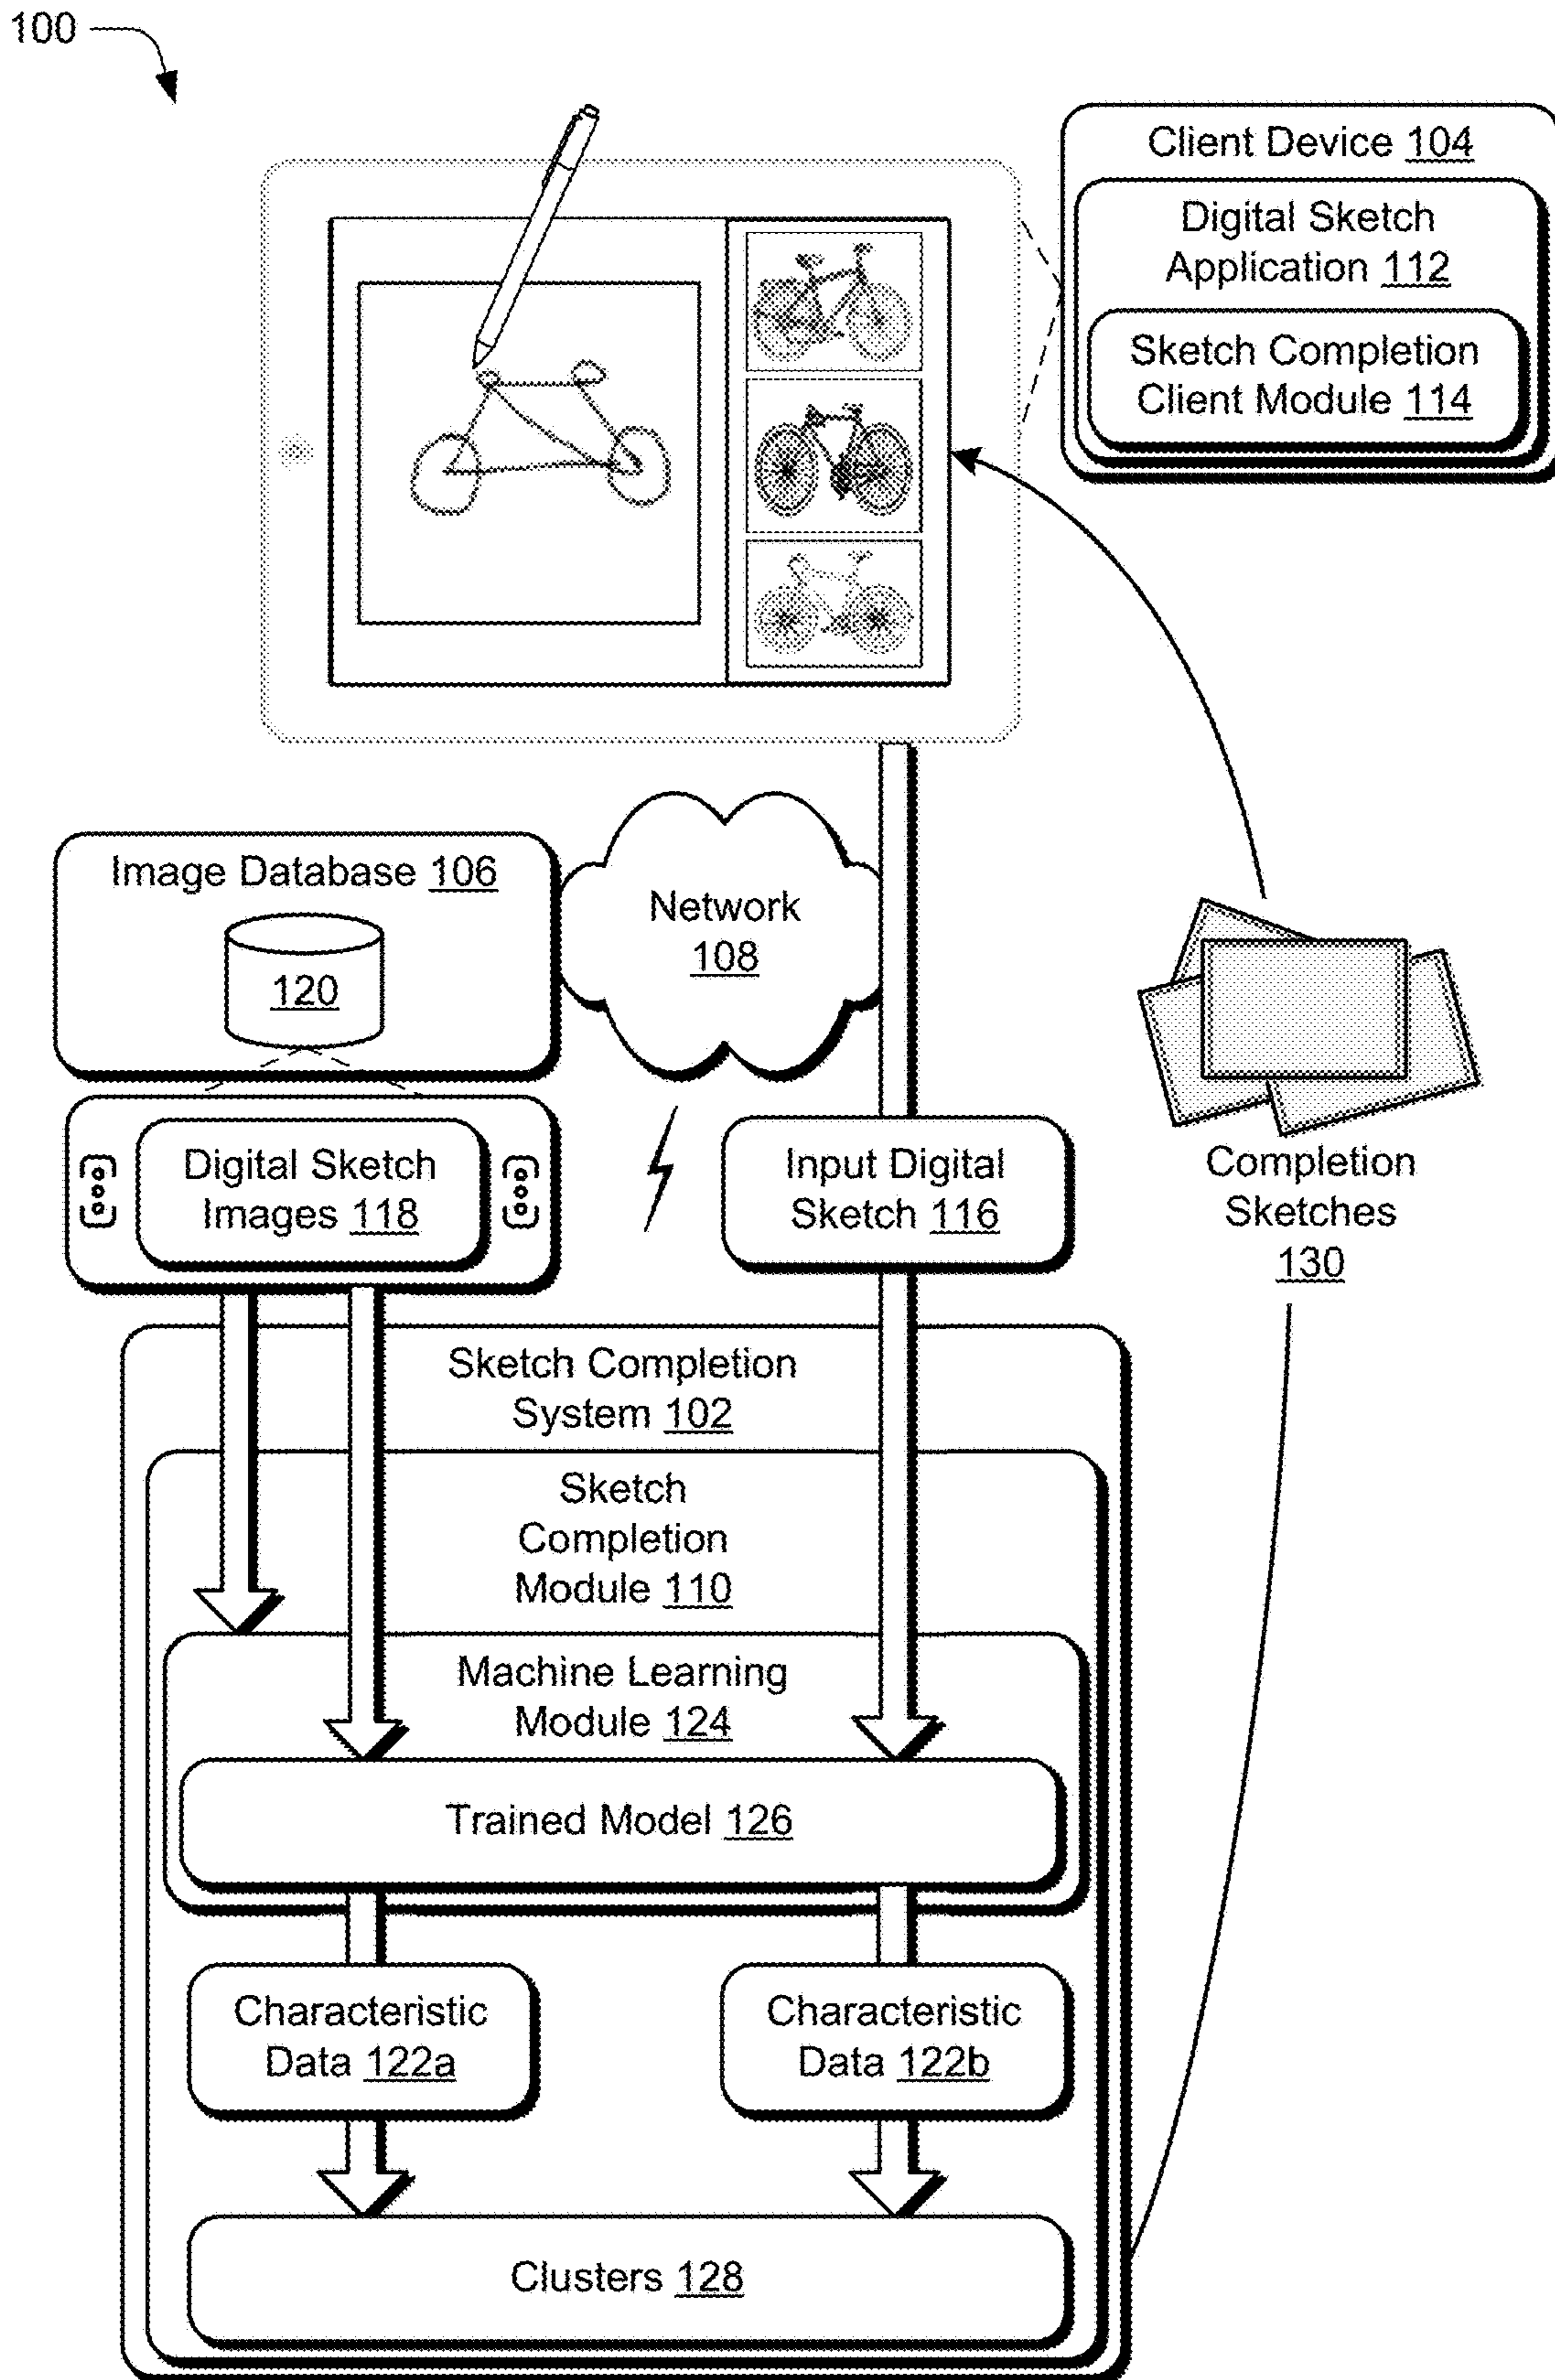 100
Client Device 104
Digital Sketch
Application 112
Sketch Completion
Client Module 114
Image Database 106
120
Network
108
Digital Sketch
Images 118
Input Digital
Sketch 116
Completion
Sketches
130
Sketch Completion
System 102
Sketch
Completion
Module 110
Machine Learning
Module 124
Trained Model 126
Characteristic
Data 122a
Characteristic
Data 122b
Clusters 128